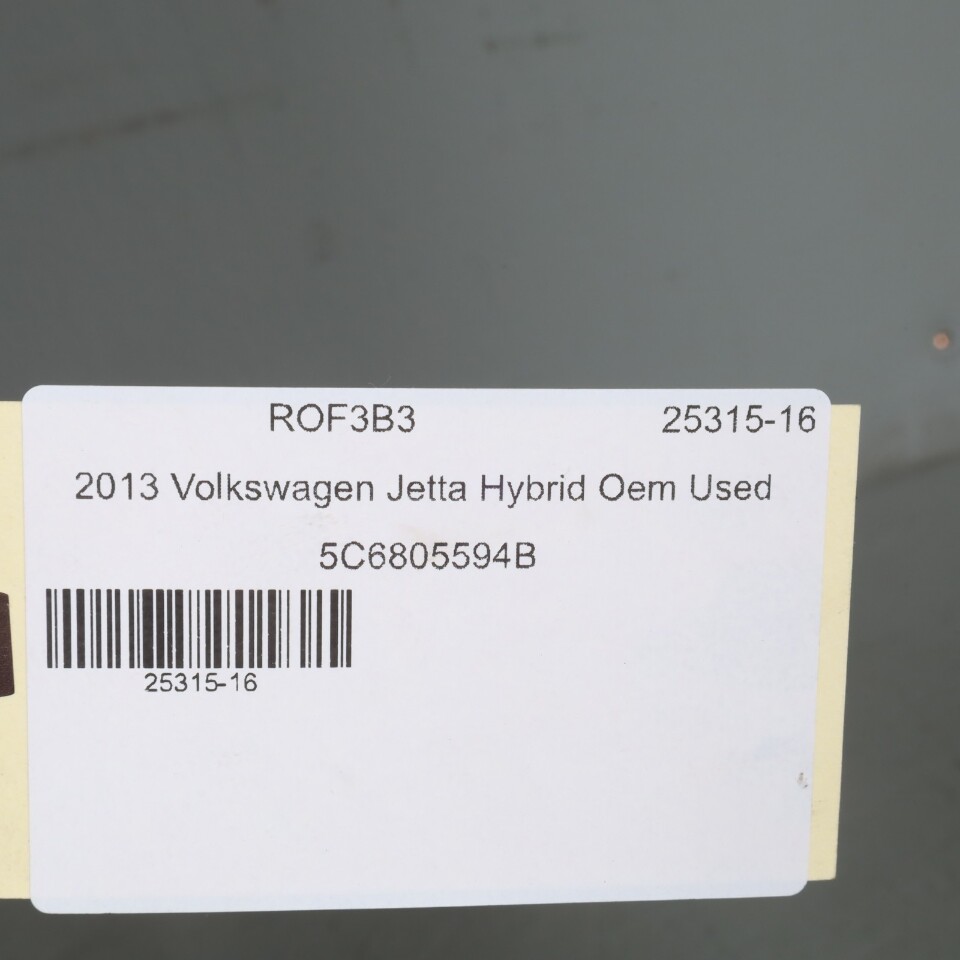 ROF3B3 25315-16
2013 Volkswagen Jetta Hybrid Oem Used
5C6805594B
25315-16